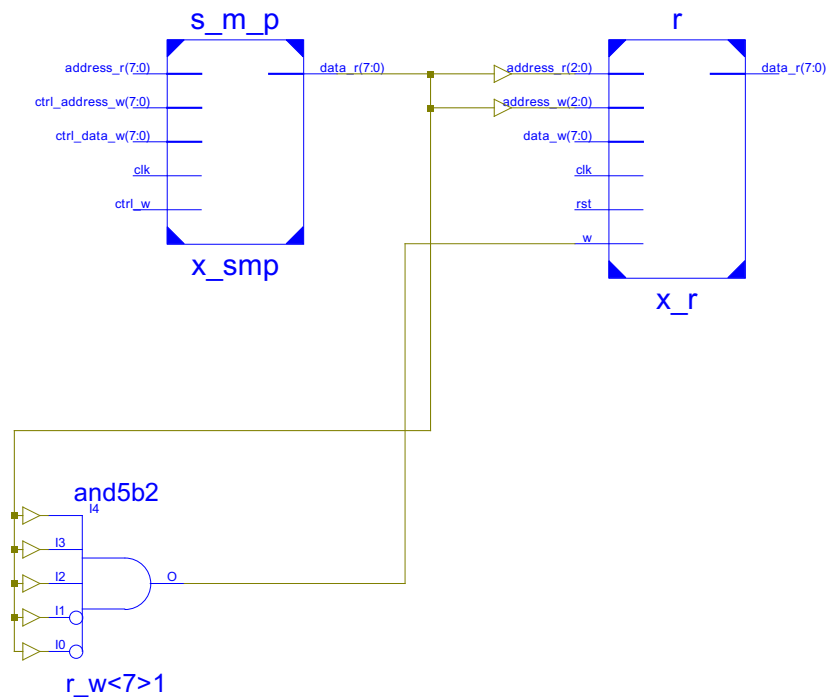 s_m_p
address_r(7:0)
data_r(7:0)
ctrl_address_w(7:0)
ctrl_data_w(7:0)
clk
ctrl_w
x_smp
r
address_r(2:0)
data_r(7:0)
address_w(2:0)
data_w(7:0)
clk
rst
w
x_r
and5b2
I4
I3
I2
O
I1
I0
r_w<7>1